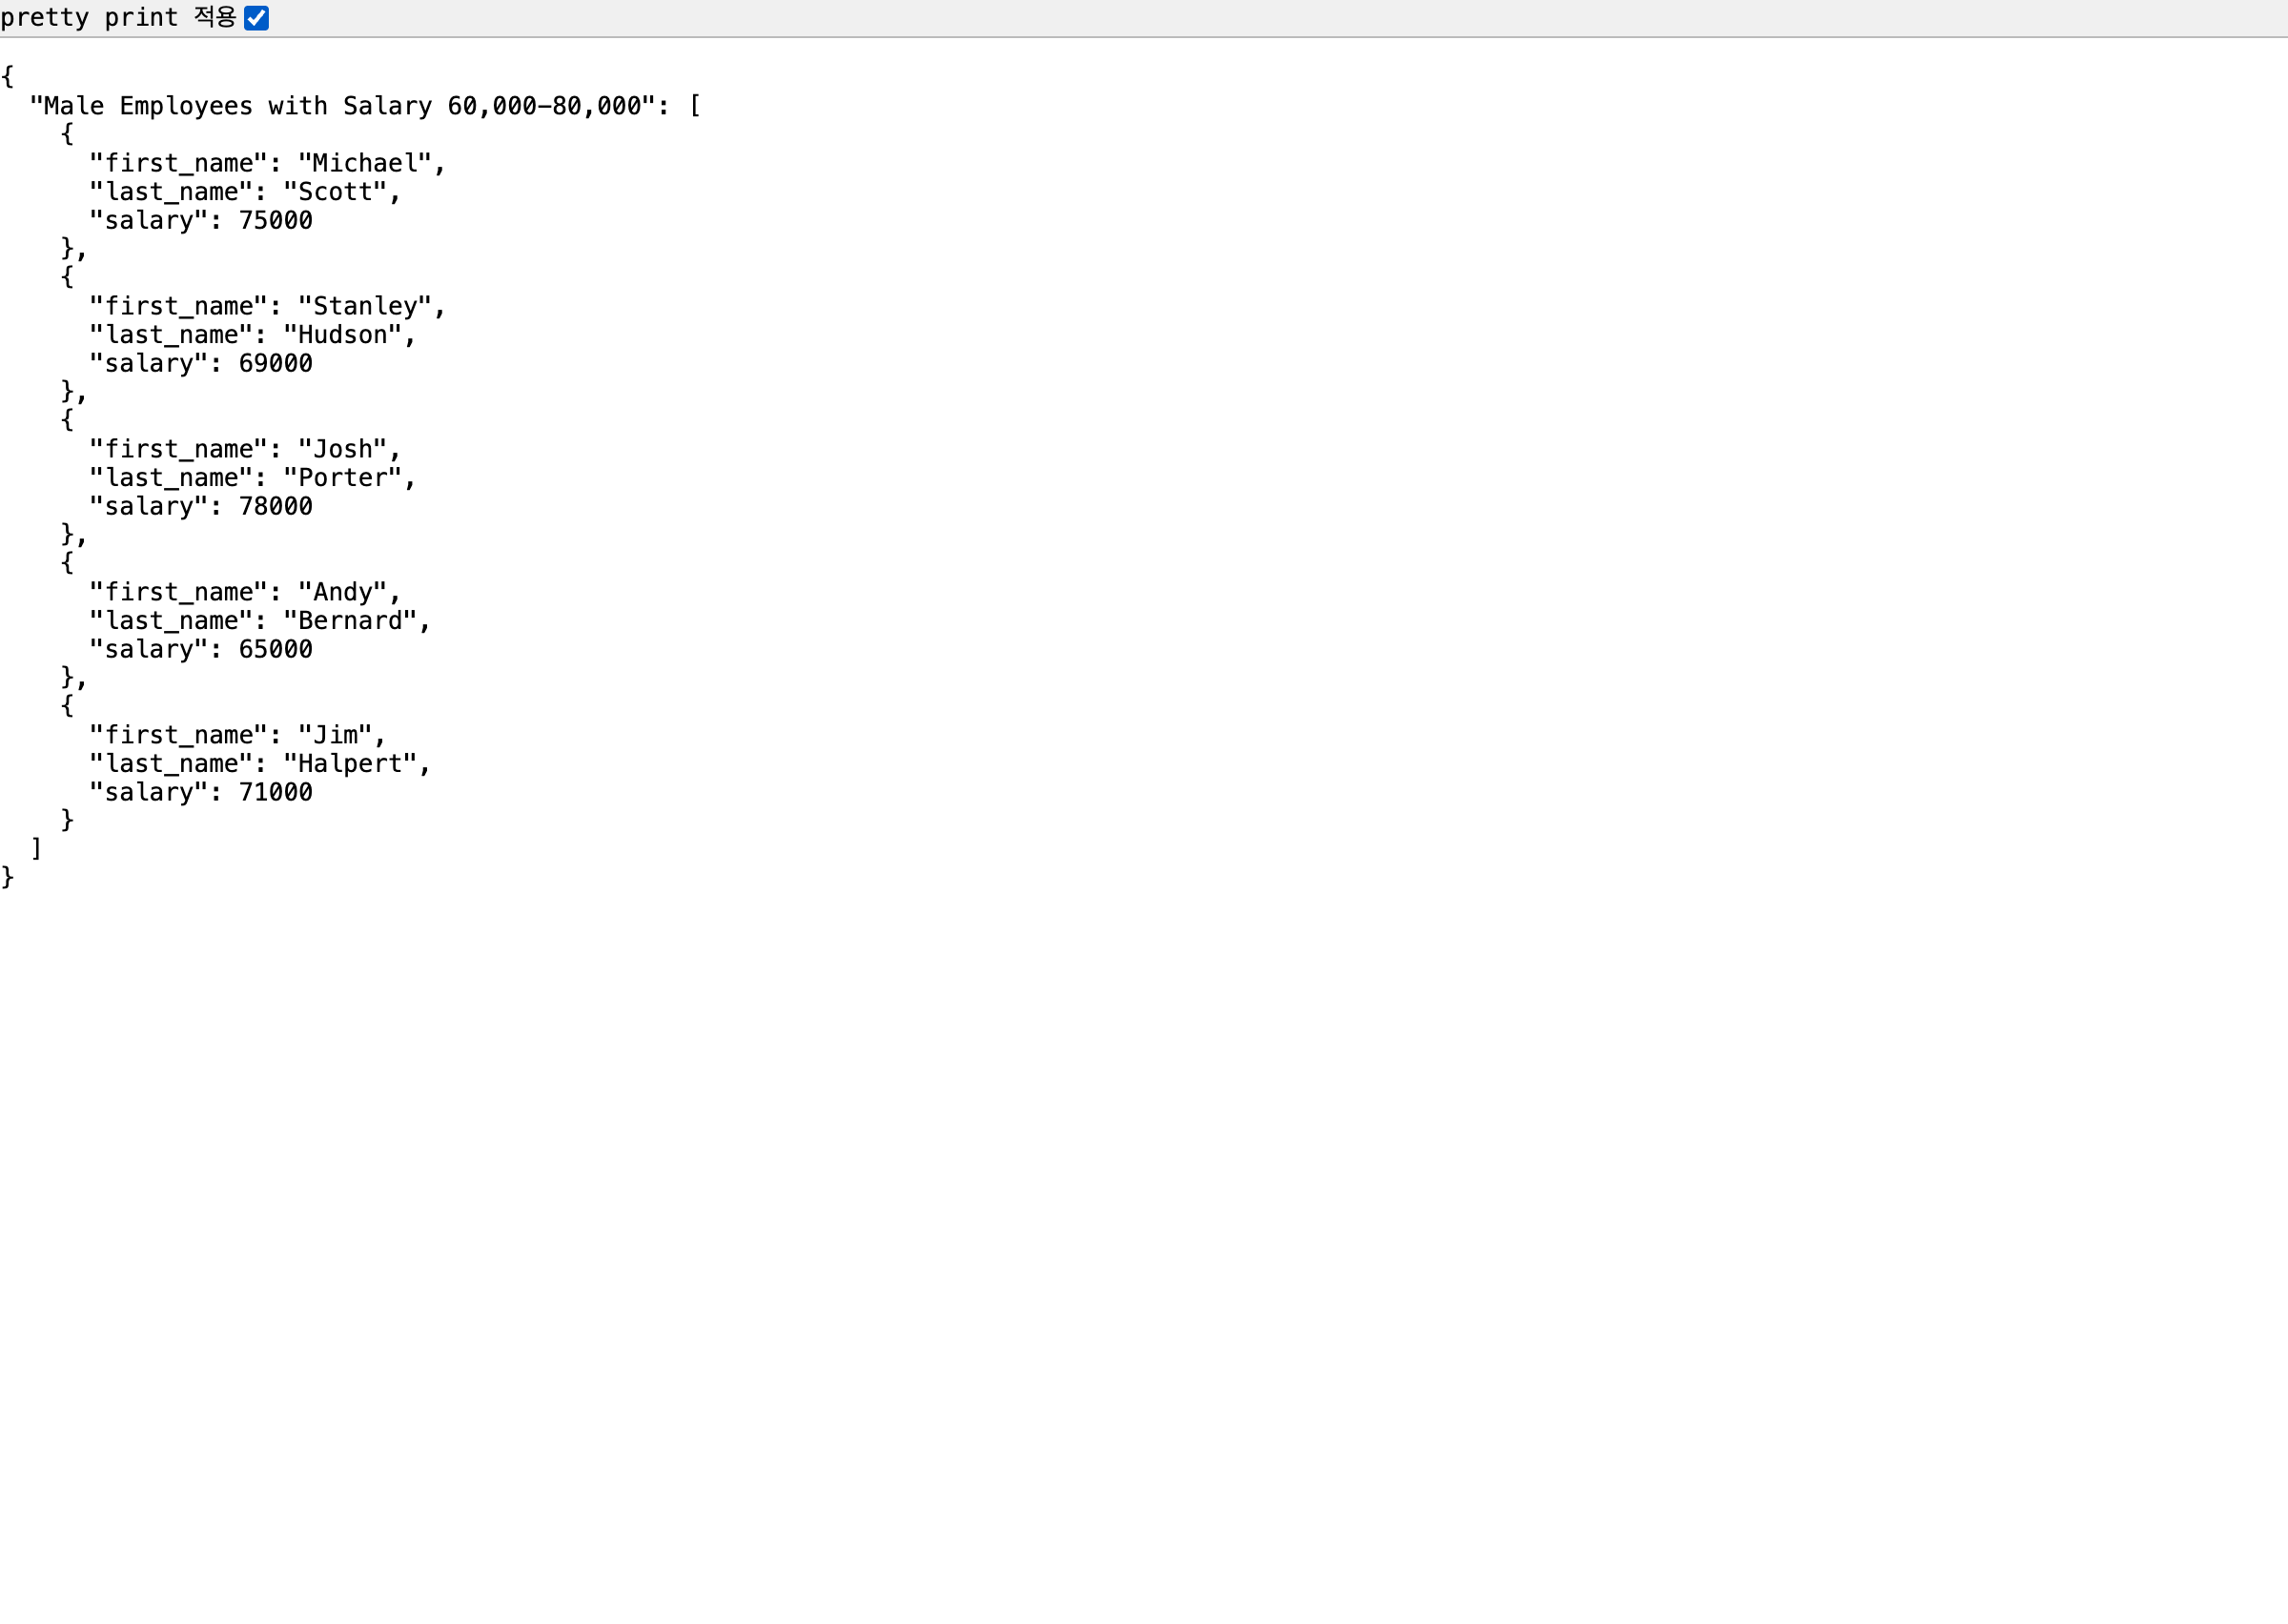 pretty print 적용
{
  "Male Employees with Salary 60,000-80,000": [
    {
      "first_name": "Michael",
      "last_name": "Scott",
      "salary": 75000
    },
    {
      "first_name": "Stanley",
      "last_name": "Hudson",
      "salary": 69000
    },
    {
      "first_name": "Josh",
      "last_name": "Porter",
      "salary": 78000
    },
    {
      "first_name": "Andy",
      "last_name": "Bernard",
      "salary": 65000
    },
    {
      "first_name": "Jim",
      "last_name": "Halpert",
      "salary": 71000
    }
  ]
}